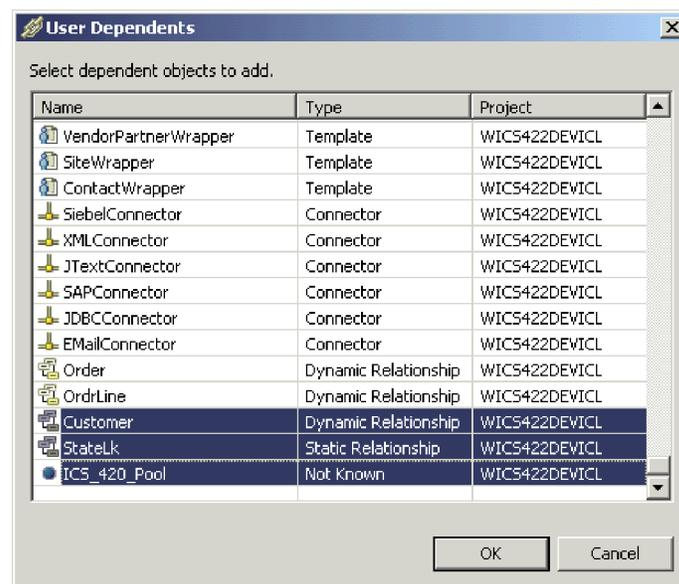 User Dependents
Select dependent objects to add.
Name Type Project
VendorPartnerWrapper Template WICS422DEVICL
SiteWrapper Template WICS422DEVICL
ContactWrapper Template WICS422DEVICL
SiebelConnector Connector WICS422DEVICL
XMLConnector Connector WICS422DEVICL
JTextConnector Connector WICS422DEVICL
SAPConnector Connector WICS422DEVICL
JDBCConnector Connector WICS422DEVICL
EMailConnector Connector WICS422DEVICL
Order Dynamic Relationship WICS422DEVICL
OrdrLine Dynamic Relationship WICS422DEVICL
Customer Dynamic Relationship WICS422DEVICL
StateLk Static Relationship WICS422DEVICL
ICS_420_Pool Not Known WICS422DEVICL
OK Cancel